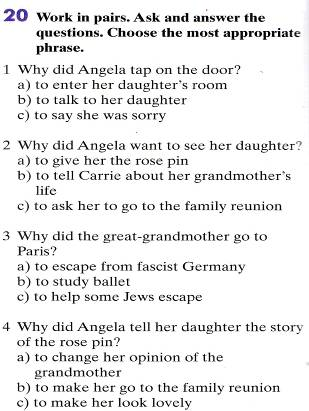 20 Work in pairs. Ask and answer the
questions. Choose the most appropriate
phrase.
1 Why did Angela tap on the door?
a) to enter her daughter's room
b) to talk to her daughter
c) to say she was sorry
2 Why did Angela want to see her daughter?
a) to give her the rose pin
b) to tell Carrie about her grandmother's
life
c) to ask her to go to the family reunion
3 Why did the great-grandmother go to
Paris?
a) to escape from fascist Germany
b) to study ballet
c) to help some Jews escape
4 Why did Angela tell her daughter the story
of the rose pin?
a) to change her opinion of the
grandmother
b) to make her go to the family reunion
c) to make her look lovely